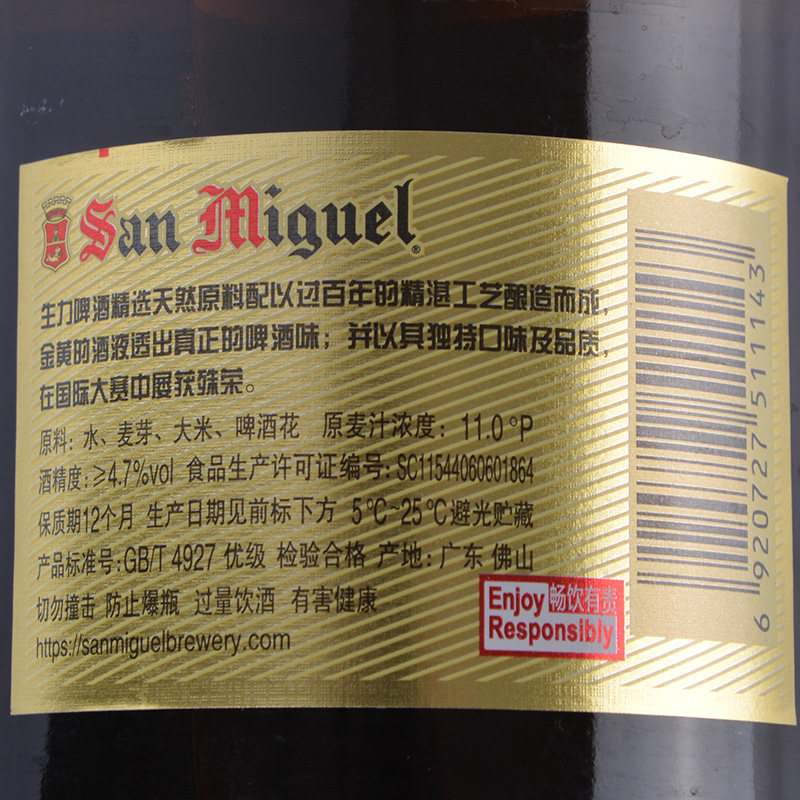 San Miguel®
生力啤酒精选天然原料配以过百年的精湛工艺酿造而成，
金黄的酒液透出真正的啤酒味；并以其独特口味及品质，
在国际大赛中屡获殊荣。
原料：水、麦芽、大米、啤酒花 原麦汁浓度：11.0°P
酒精度：≥4.7%vol 食品生产许可证编号：SC11544060601864
保质期12个月 生产日期见前标下方 5℃~25℃避光贮藏
产品标准号：GB/T 4927 优级 检验合格 产地：广东 佛山
切勿撞击 防止爆瓶 过量饮酒 有害健康
https://sanmiguelbrewery.com
Enjoy 畅饮有责
Responsibly
6 920727 511143